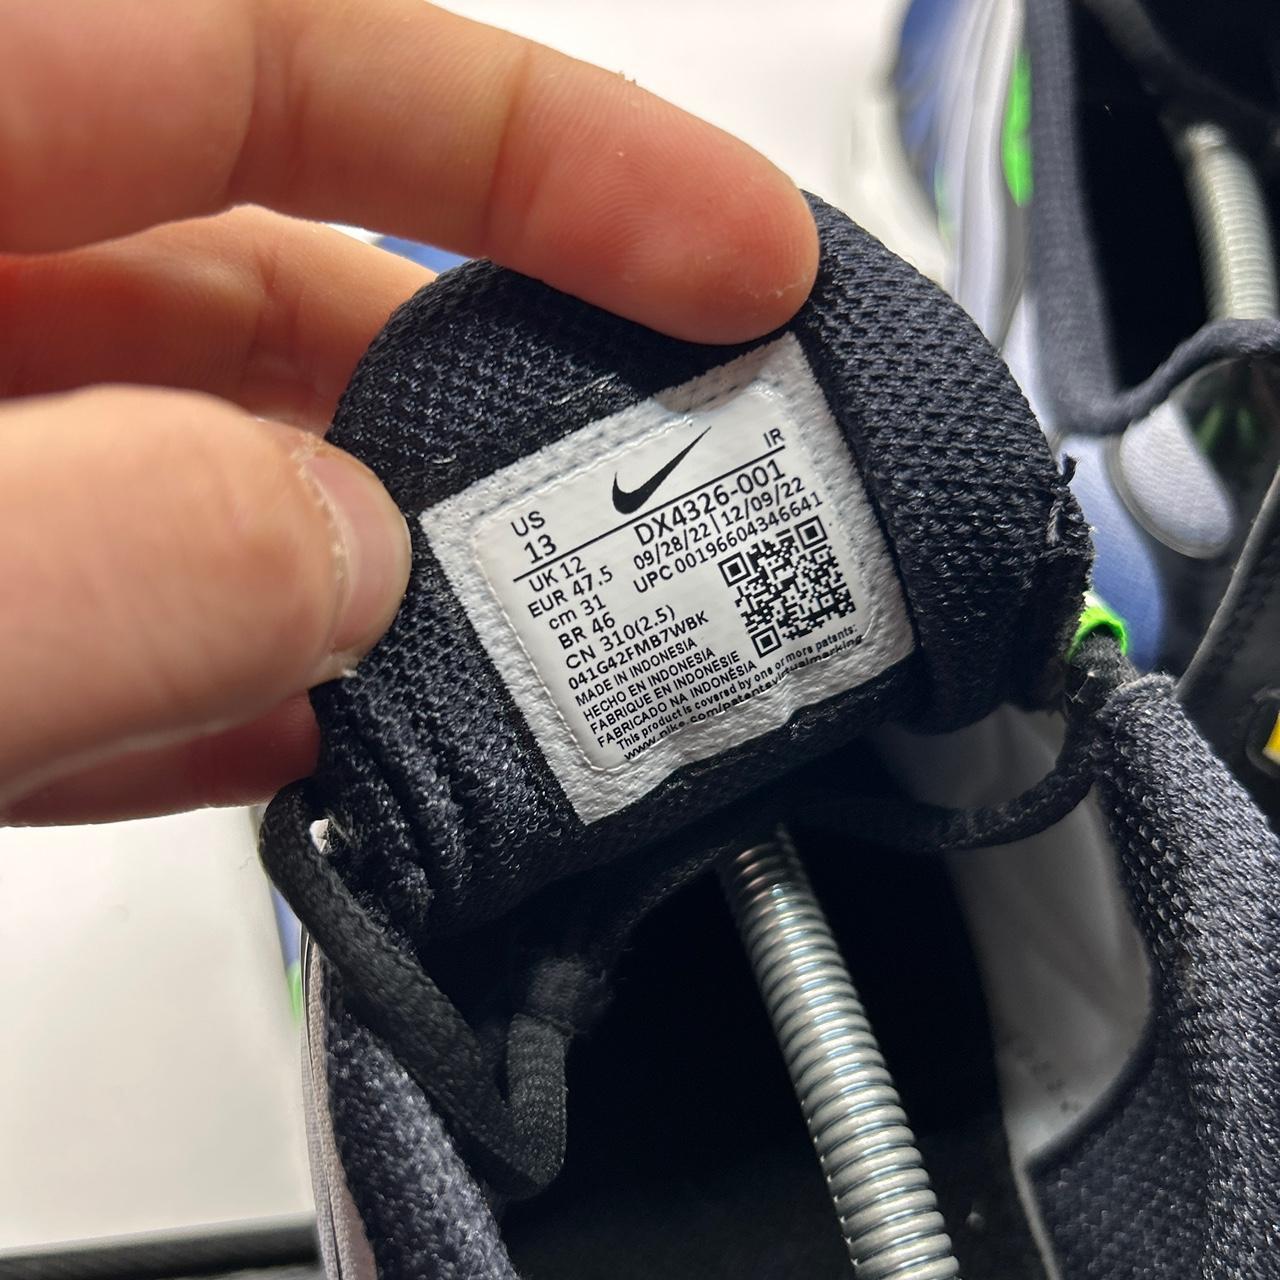 IR
US
13
DX4326-001
09/28/22 | 12/09/22
UPC 00196604346641
UK 12
EUR 47.5
cm 31
BR 46
CN 310(2.5)
041G42FMB7WBK
MADE IN INDONESIA
HECHO EN INDONESIA
FABRIQUE EN INDONESIE
FABRICADO NA INDONÉSIA
This product is covered by one or more patents:
www.nike.com/patentsvirtualmarking